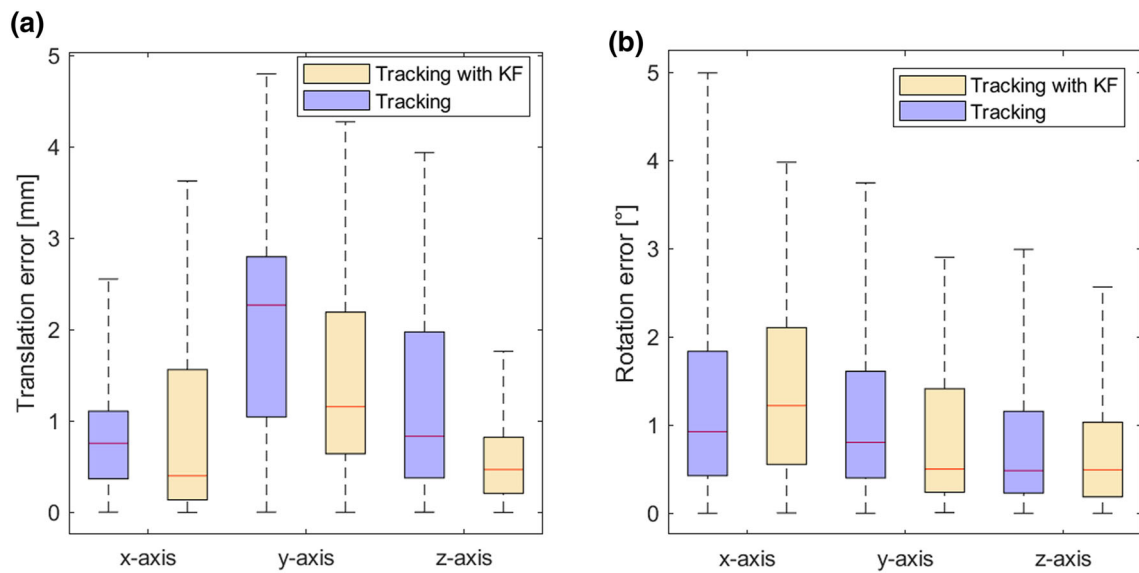 (a)
Translation error [mm]
5
4
3
2
1
0
Tracking with KF
Tracking
x-axis
y-axis
z-axis
(b)
Rotation error [°]
5
4
3
2
1
0
Tracking with KF
Tracking
x-axis
y-axis
z-axis